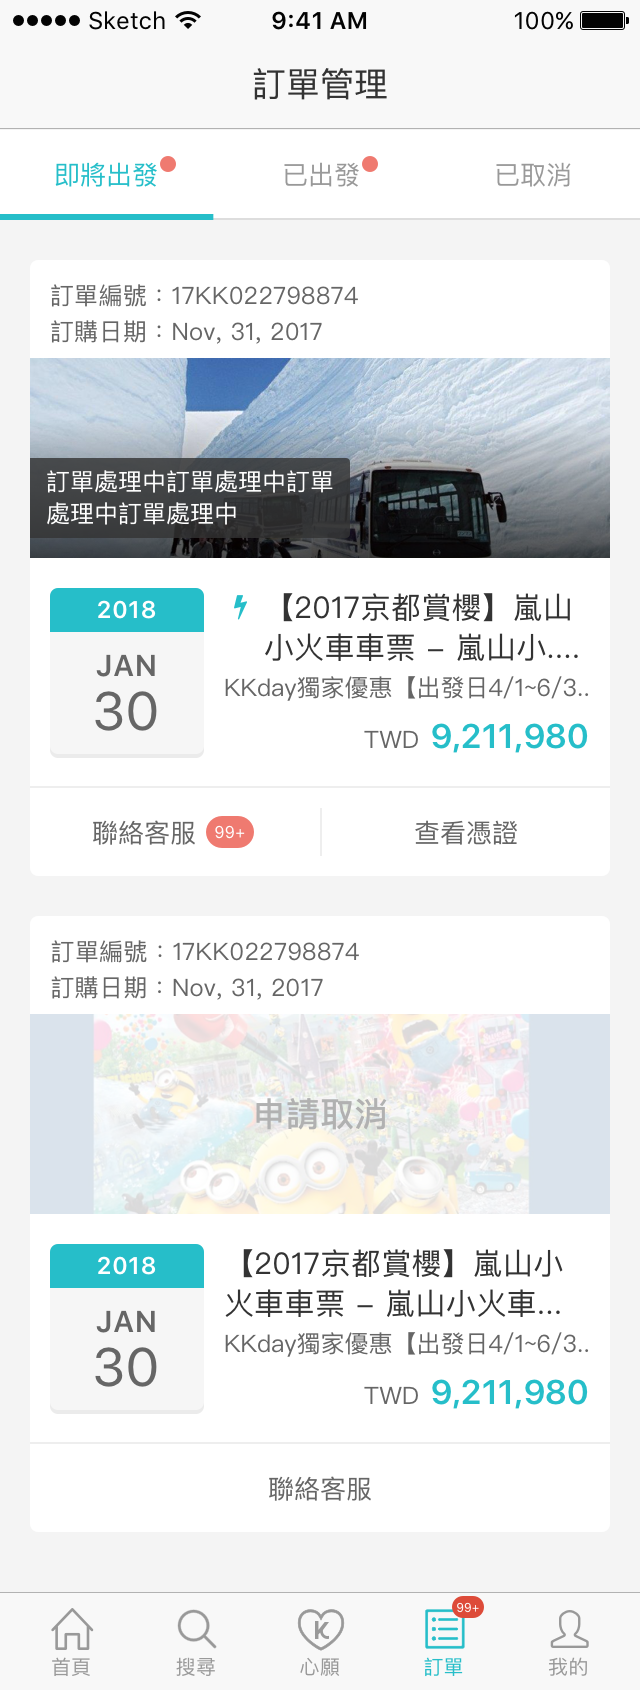 Sketch 9:41 AM 100%
訂單管理
即將出發 已出發 已取消
訂單編號：17KK022798874
訂購日期：Nov, 31, 2017
訂單處理中訂單處理中訂單
處理中訂單處理中
2018
JAN
30
【2017京都賞櫻】嵐山
小火車車票 – 嵐山小....
KKday獨家優惠【出發日4/1~6/3..
TWD 9,211,980
聯絡客服 99+ 查看憑證
訂單編號：17KK022798874
訂購日期：Nov, 31, 2017
申請取消
2018
JAN
30
【2017京都賞櫻】嵐山小
火車車票 – 嵐山小火車...
KKday獨家優惠【出發日4/1~6/3..
TWD 9,211,980
聯絡客服
99+
首頁 搜尋 心願 訂單 我的